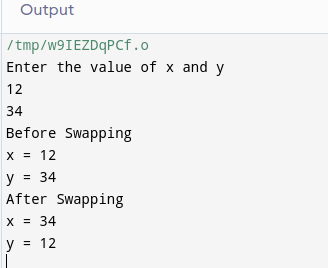 Output
/tmp/w9IEZDqPCf.o
Enter the value of x and y
12
34
Before Swapping
x = 12
y = 34
After Swapping
x = 34
y = 12